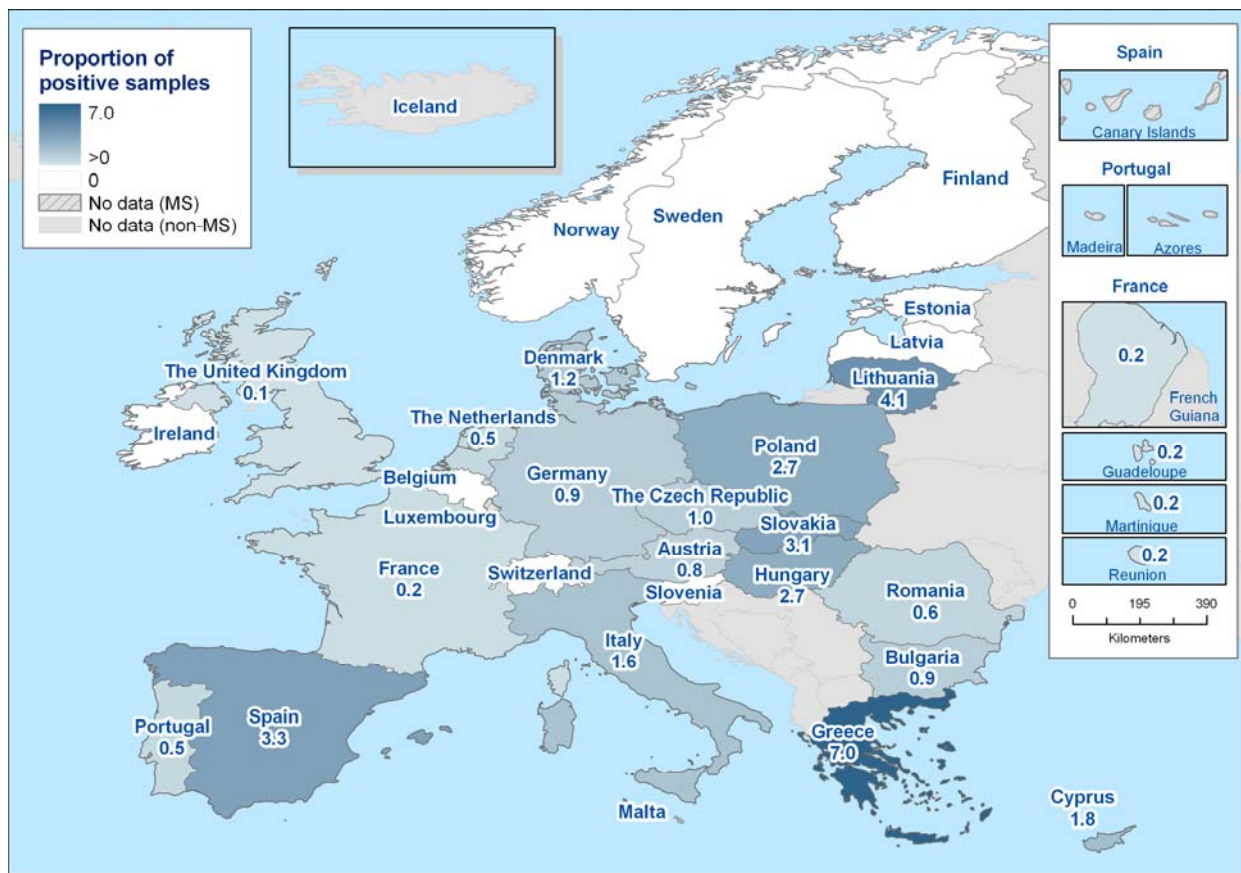 Proportion of
positive samples
7.0
>0
0
No data (MS)
No data (non-MS)
Iceland
Norway
Sweden
Finland
Estonia
Latvia
Lithuania
4.1
Denmark
1.2
The United Kingdom
0.1
Ireland
The Netherlands
0.5
Belgium
Luxembourg
Germany
0.9
Poland
2.7
The Czech Republic
1.0
Slovakia
3.1
Austria
0.8
Hungary
2.7
Switzerland
Slovenia
France
0.2
Romania
0.6
Bulgaria
0.9
Italy
1.6
Portugal
0.5
Spain
3.3
Greece
7.0
Malta
Cyprus
1.8
Spain
Canary Islands
Portugal
Madeira
Azores
France
0.2
French
Guiana
0.2
Guadeloupe
0.2
Martinique
0.2
Reunion
0 195 390
Kilometers